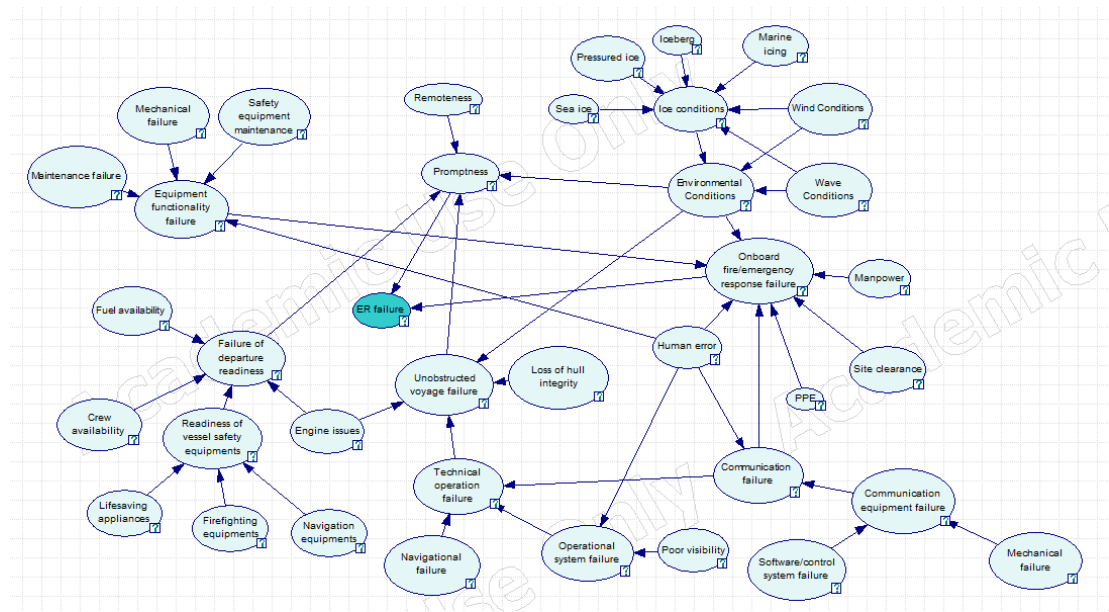 Iceberg
Marine
icing
Pressured ice
Mechanical
failure
Safety
equipment
maintenance
Remoteness
Sea ice
Ice conditions
Wind Conditions
Maintenance failure
Promptness
Equipment
functionality
failure
Environmental
Conditions
Wave
Conditions
Onboard
fire/emergency
response failure
Manpower
Fuel availability
ER failure
Failure of
departure
readiness
Human error
Unobstructed
voyage failure
Loss of hull
integrity
Site clearance
PPE
Crew
availability
Readiness of
vessel safety
equipments
Engine issues
Technical
operation
failure
Communication
failure
Communication
equipment failure
Lifesaving
appliances
Firefighting
equipments
Navigation
equipments
Navigational
failure
Operational
system failure
Poor visibility
Software/control
system failure
Mechanical
failure
Academic Use Only
Academic
Academic
Use Only